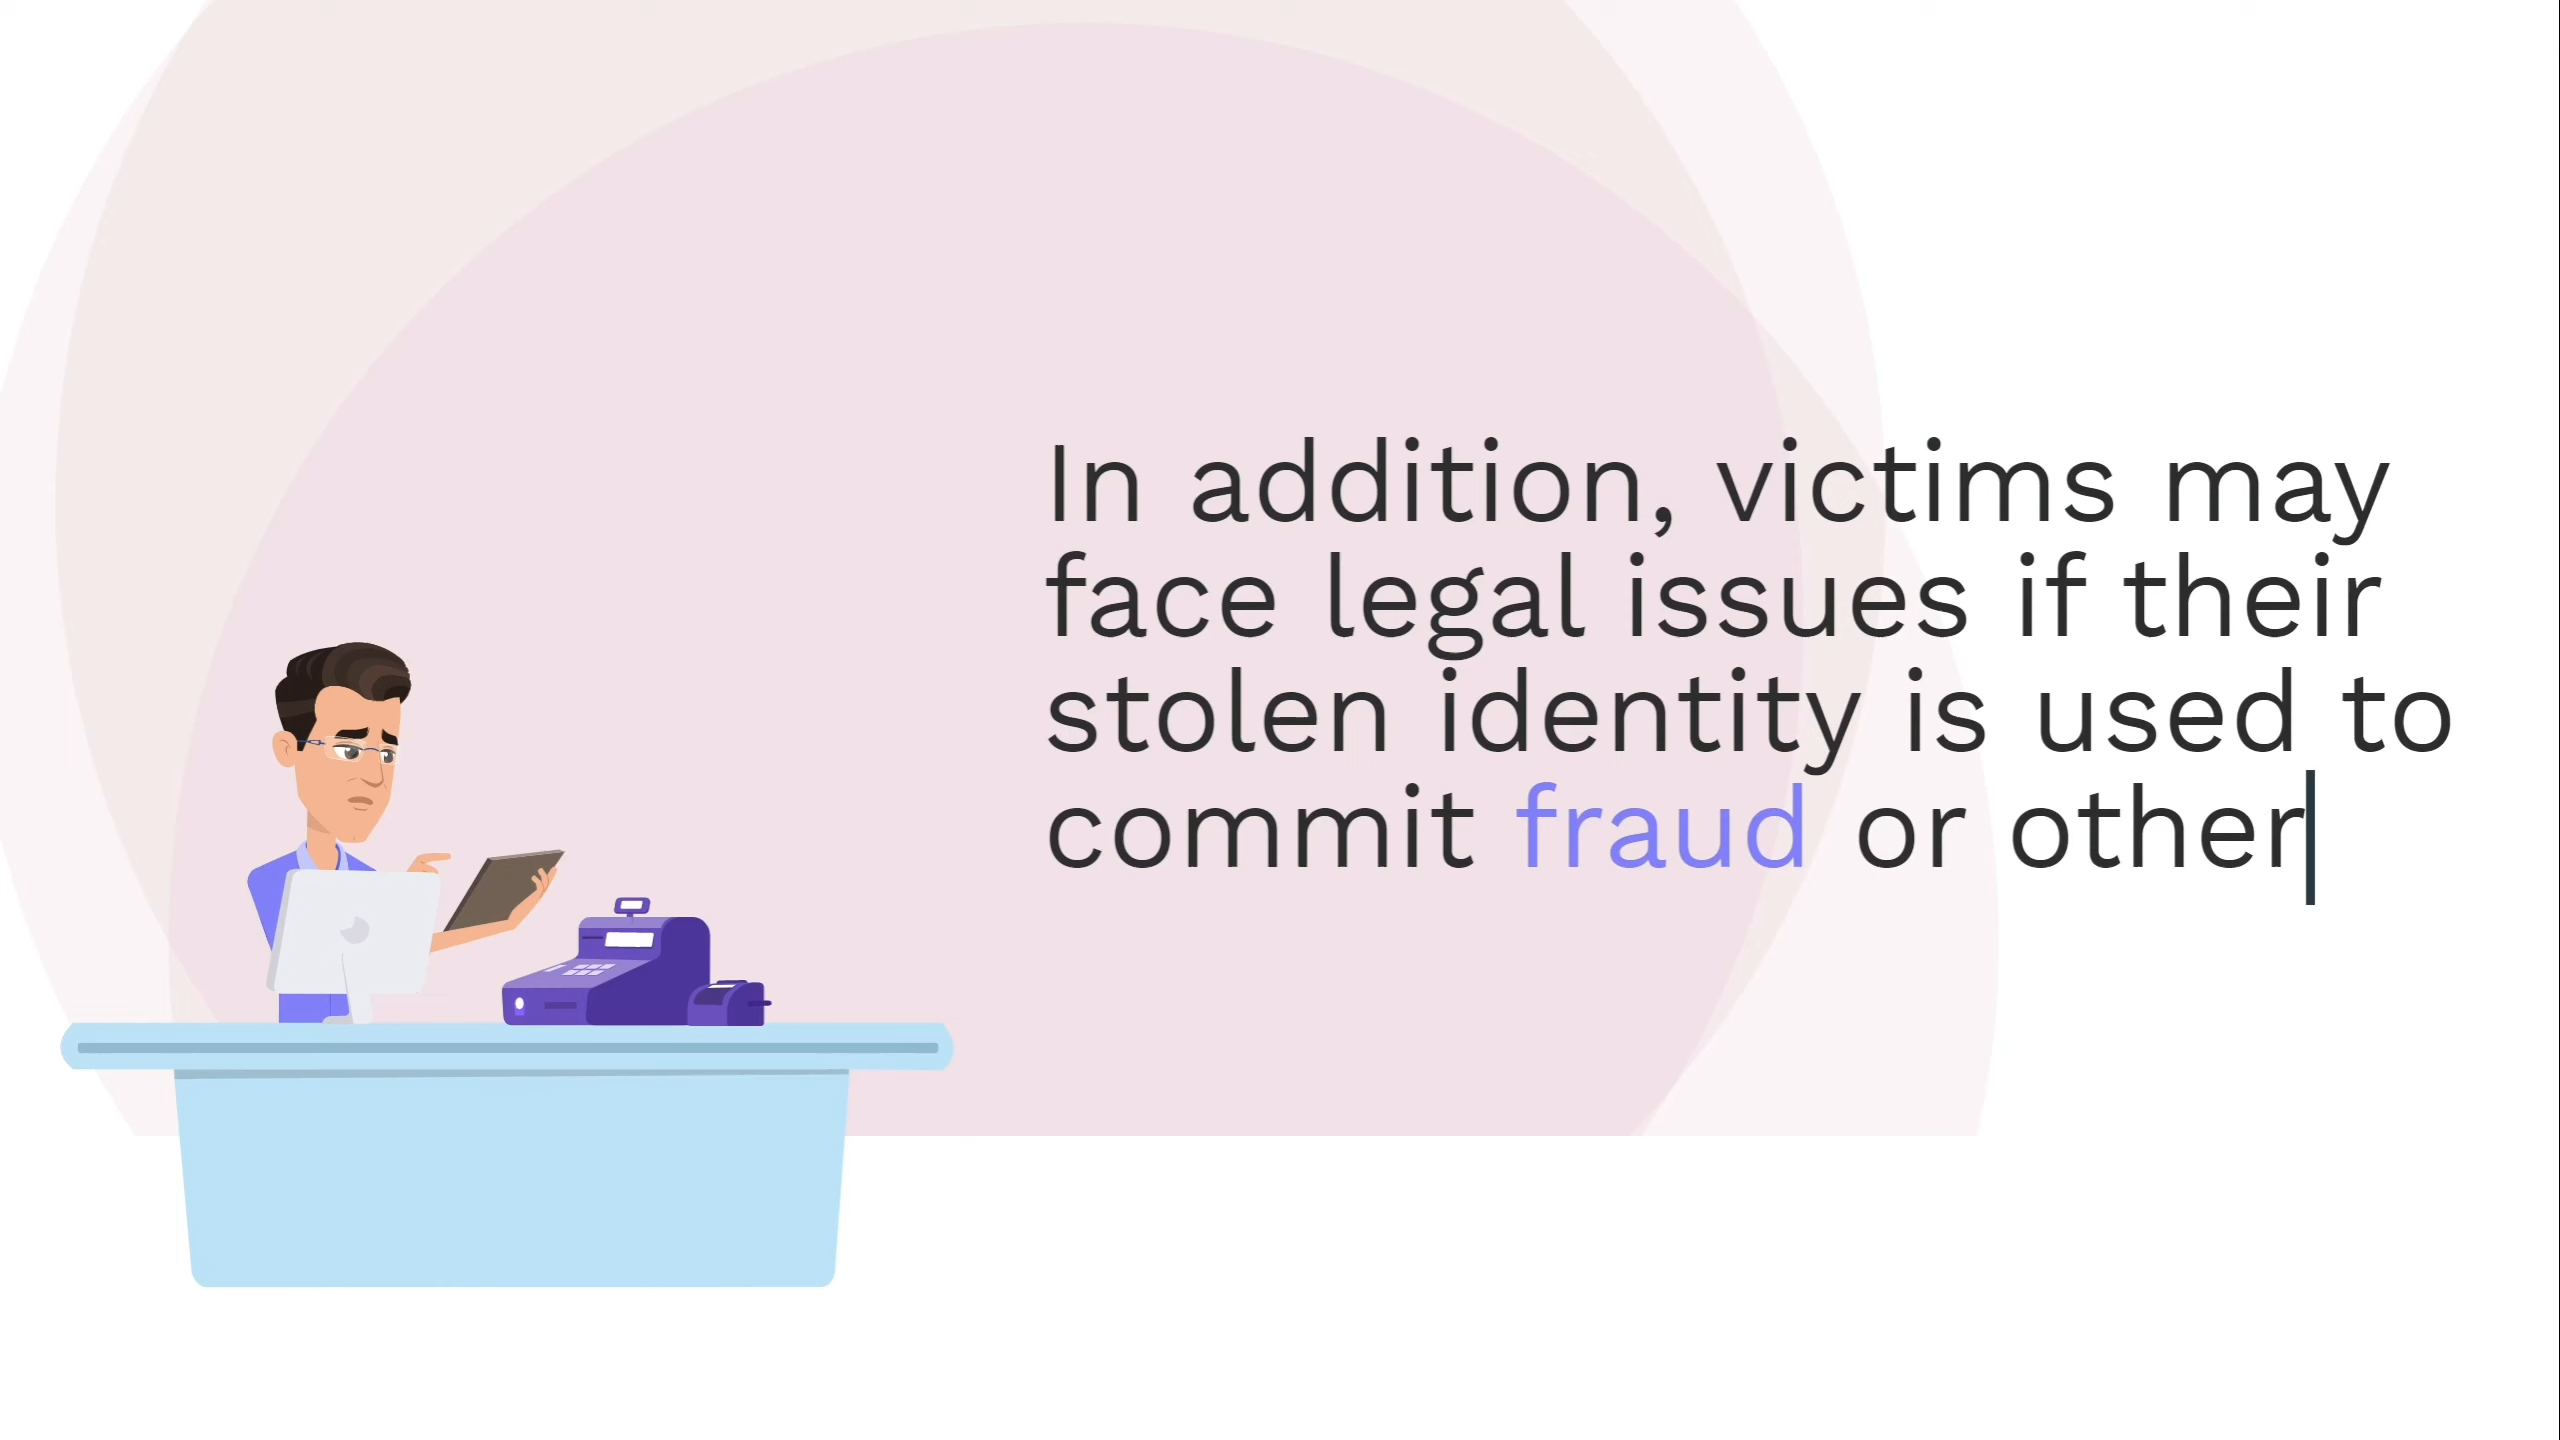 In addition, victims may
face legal issues if their
stolen identity is used to
commit fraud or other